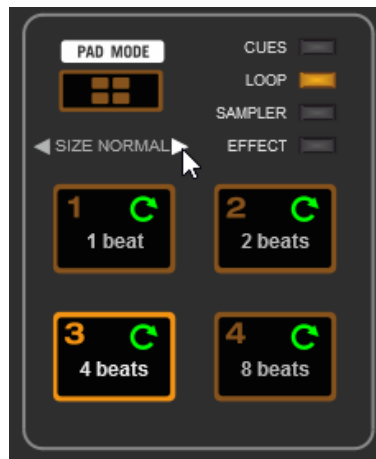 PAD MODE
CUES
LOOP
SAMPLER
SIZE NORMAL
EFFECT
1
1 beat
2
2 beats
3
4 beats
4
8 beats